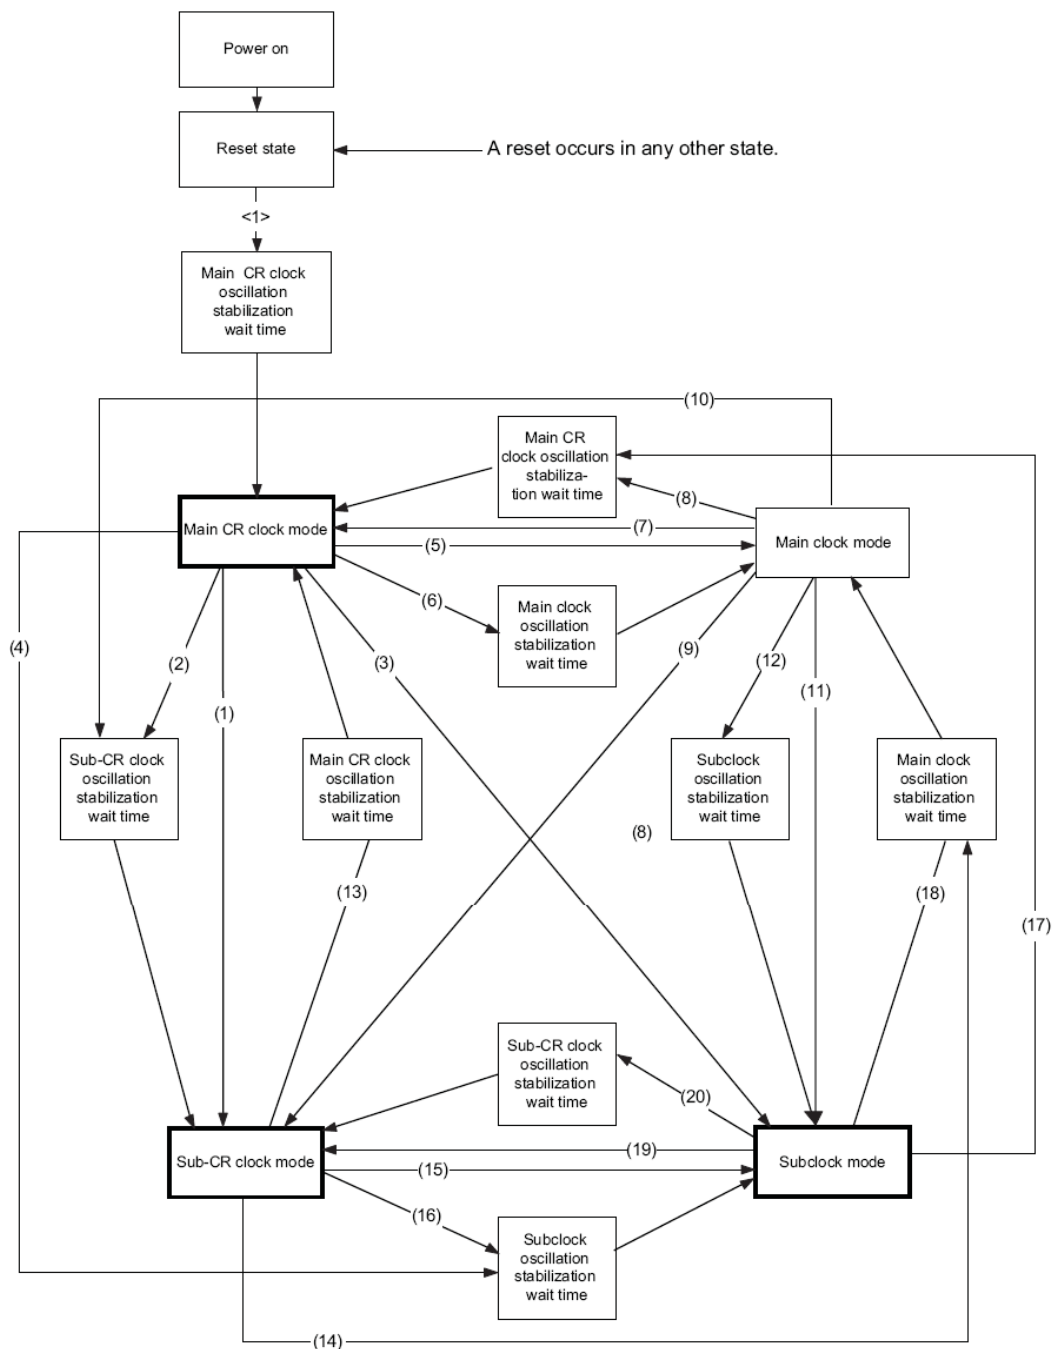 Power on
Reset state
A reset occurs in any other state.
<1>
Main CR clock
oscillation
stabilization
wait time
(10)
Main CR
clock oscillation
stabiliza-
tion wait time
(8)
Main CR clock mode
(7)
(5)
Main clock mode
(6)
Main clock
oscillation
stabilization
wait time
(4)
(2)
(3)
(9)
(12)
(1)
(11)
Sub-CR clock
oscillation
stabilization
wait time
Main CR clock
oscillation
stabilization
wait time
(8)
Subclock
oscillation
stabilization
wait time
Main clock
oscillation
stabilization
wait time
(13)
(18)
(17)
Sub-CR clock
oscillation
stabilization
wait time
(20)
Sub-CR clock mode
(19)
(15)
Subclock mode
(16)
Subclock
oscillation
stabilization
wait time
(14)